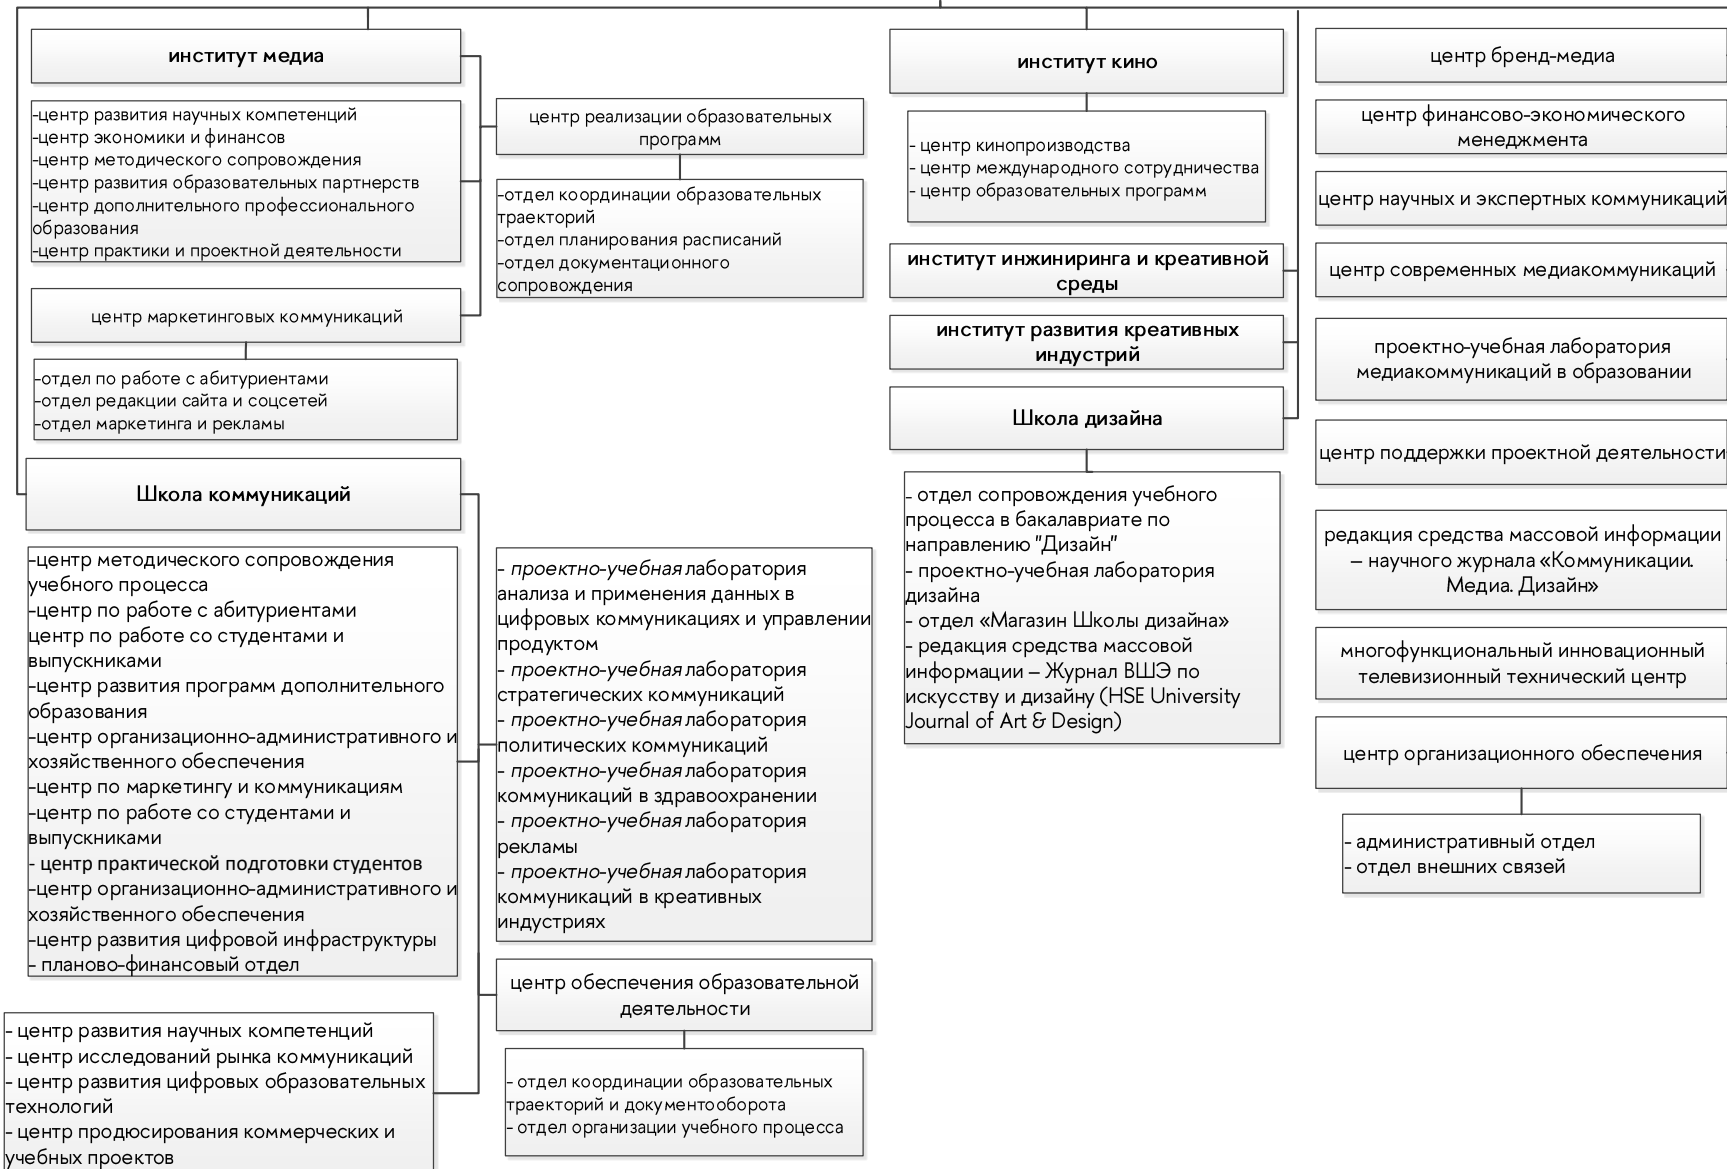 институт медиа
-центр развития научных компетенций
-центр экономики и финансов
-центр методического сопровождения
-центр развития образовательных партнерств
-центр дополнительного профессионального
образования
-центр практики и проектной деятельности
центр реализации образовательных
программ
-отдел координации образовательных
траекторий
-отдел планирования расписаний
-отдел документационного
сопровождения
центр маркетинговых коммуникаций
-отдел по работе с абитуриентами
-отдел редакции сайта и соцсетей
-отдел маркетинга и рекламы
Школа коммуникаций
-центр методического сопровождения
учебного процесса
-центр по работе с абитуриентами
центр по работе со студентами и
выпускниками
-центр развития программ дополнительного
образования
-центр организационно-административного и
хозяйственного обеспечения
-центр по маркетингу и коммуникациям
-центр по работе со студентами и
выпускниками
- центр практической подготовки студентов
-центр организационно-административного и
хозяйственного обеспечения
-центр развития цифровой инфраструктуры
- планово-финансовый отдел
- центр развития научных компетенций
- центр исследований рынка коммуникаций
- центр развития цифровых образовательных
технологий
- центр продюсирования коммерческих и
учебных проектов
- проектно-учебная лаборатория
анализа и применения данных в
цифровых коммуникациях и управлении
продуктом
- проектно-учебная лаборатория
стратегических коммуникаций
- проектно-учебная лаборатория
политических коммуникаций
- проектно-учебная лаборатория
коммуникаций в здравоохранении
- проектно-учебная лаборатория
рекламы
- проектно-учебная лаборатория
коммуникаций в креативных
индустриях
центр обеспечения образовательной
деятельности
- отдел координации образовательных
траекторий и документооборота
- отдел организации учебного процесса
институт кино
- центр кинопроизводства
- центр международного сотрудничества
- центр образовательных программ
институт инжиниринга и креативной
среды
институт развития креативных
индустрий
Школа дизайна
- отдел сопровождения учебного
процесса в бакалавриате по
направлению "Дизайн"
- проектно-учебная лаборатория
дизайна
- отдел «Магазин Школы дизайна»
- редакция средства массовой
информации – Журнал ВШЭ по
искусству и дизайну (HSE University
Journal of Art & Design)
центр бренд-медиа
центр финансово-экономического
менеджмента
центр научных и экспертных коммуникаций
центр современных медиакоммуникаций
проектно-учебная лаборатория
медиакоммуникаций в образовании
центр поддержки проектной деятельности
редакция средства массовой информации
– научного журнала «Коммуникации.
Медиа. Дизайн»
многофункциональный инновационный
телевизионный технический центр
центр организационного обеспечения
- административный отдел
- отдел внешних связей